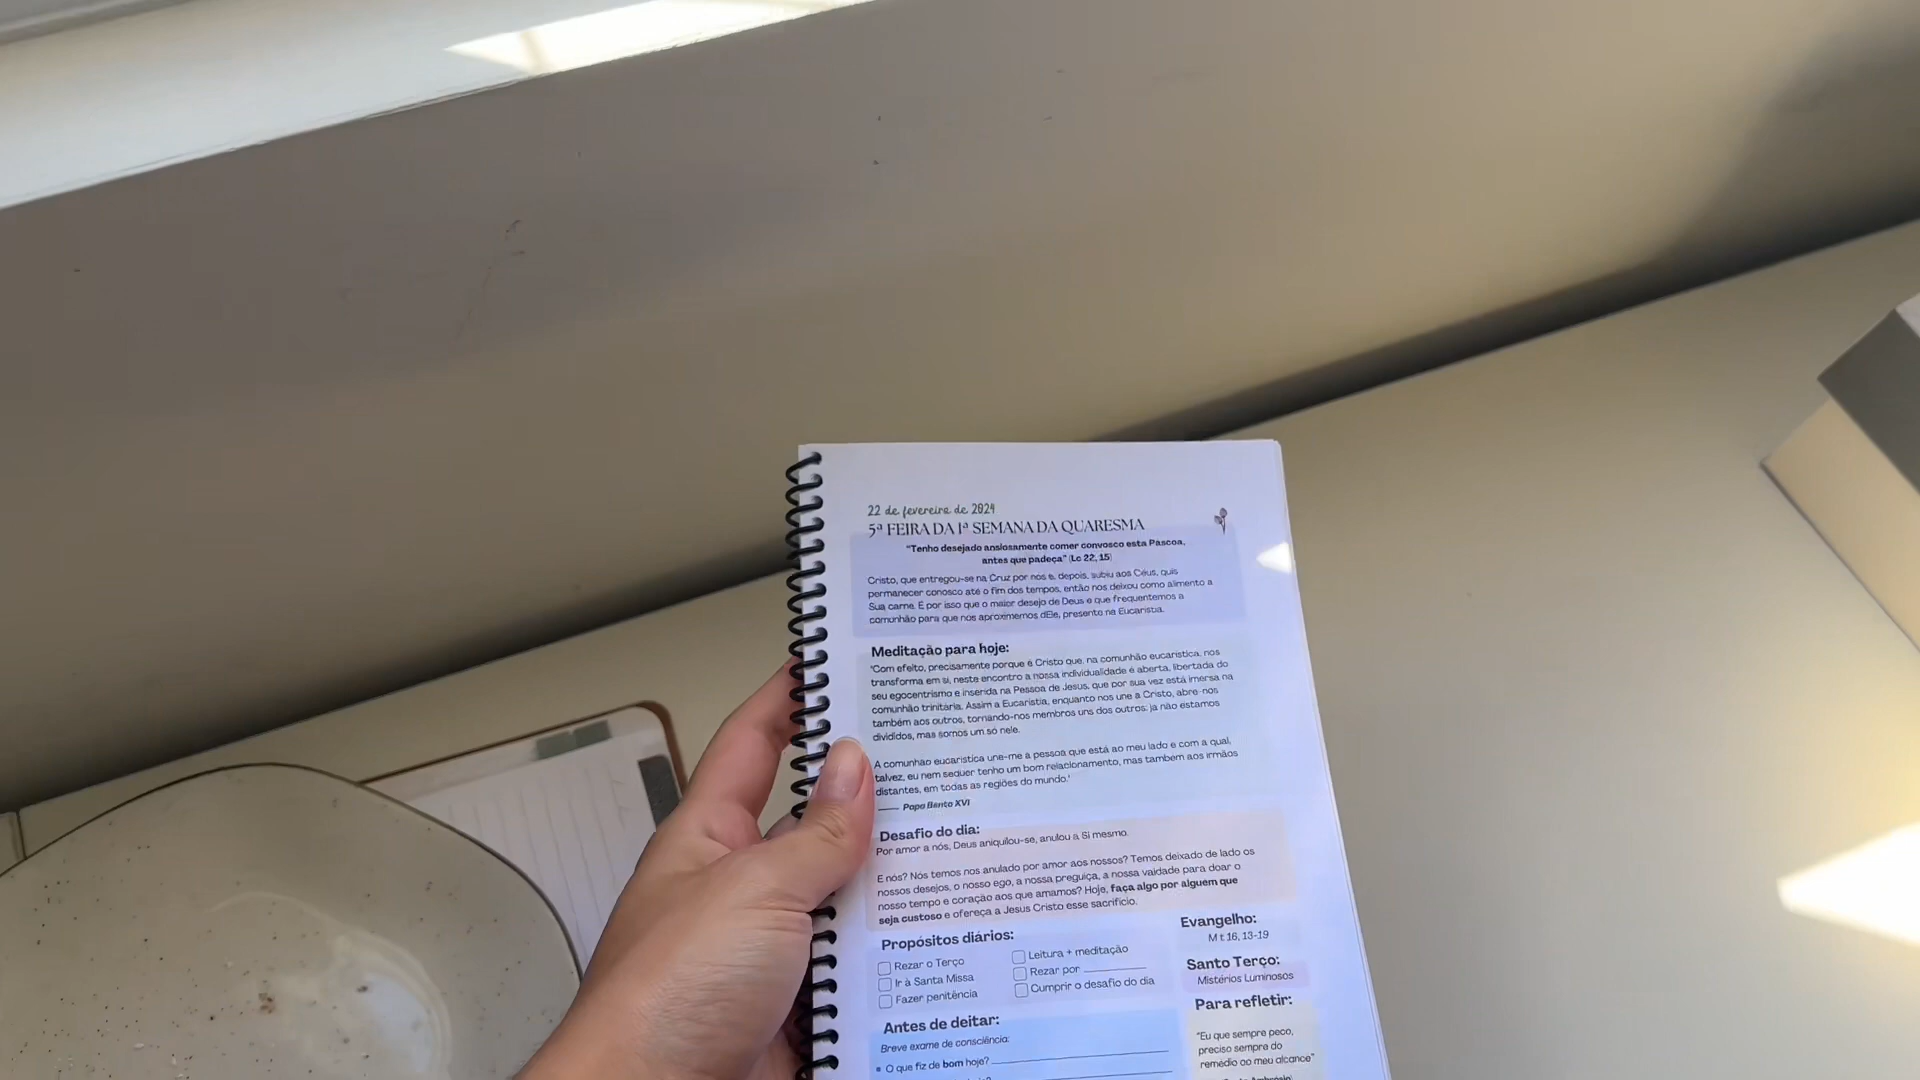 22 de fevereiro de 2024
5ª FEIRA DA 1ª SEMANA DA QUARESMA
"Tenho desejado ansiosamente comer convosco esta Páscoa,
antes que padeça" (Lc 22, 15)
Cristo, que entregou-se na Cruz por nós e, depois, subiu aos Céus, quis
permanecer conosco até o fim dos tempos, então nos deixou como alimento a
Sua carne. E por isso que o maior desejo de Deus é que frequentemos a
comunhão para que nos aproximemos dEle, presente na Eucaristia.
Meditação para hoje:
"Com efeito, precisamente porque é Cristo que, na comunhão eucarística, nos
transforma em si, neste encontro a nossa individualidade é aberta, libertada do
seu egocentrismo e inserida na Pessoa de Jesus, que por sua vez está imersa na
comunhão trinitária. Assim a Eucaristia, enquanto nos une a Cristo, abre-nos
também aos outros, tornando-nos membros uns dos outros: já não estamos
divididos, mas somos um só nele.
A comunhão eucarística une-me à pessoa que está ao meu lado e com a qual,
talvez, eu nem sequer tenho um bom relacionamento, mas também aos irmãos
distantes, em todas as regiões do mundo."
—— Papa Bento XVI
Desafio do dia:
Por amor a nós, Deus aniquilou-se, anulou a Si mesmo.
E nós? Nós temos nos anulado por amor aos nossos? Temos deixado de lado os
nossos desejos, o nosso ego, a nossa preguiça, a nossa vaidade para doar o
nosso tempo e coração aos que amamos? Hoje, faça algo por alguém que
seja custoso e ofereça a Jesus Cristo esse sacrifício.
Propósitos diários:
Rezar o Terço
Ir à Santa Missa
Fazer penitência
Leitura + meditação
Rezar por ________
Cumprir o desafio do dia
Evangelho:
Mt 16, 13-19
Santo Terço:
Mistérios Luminosos
Para refletir:
"Eu que sempre peco,
preciso sempre do
remédio ao meu alcance"
Antes de deitar:
Breve exame de consciência:
• O que fiz de bom hoje? ________